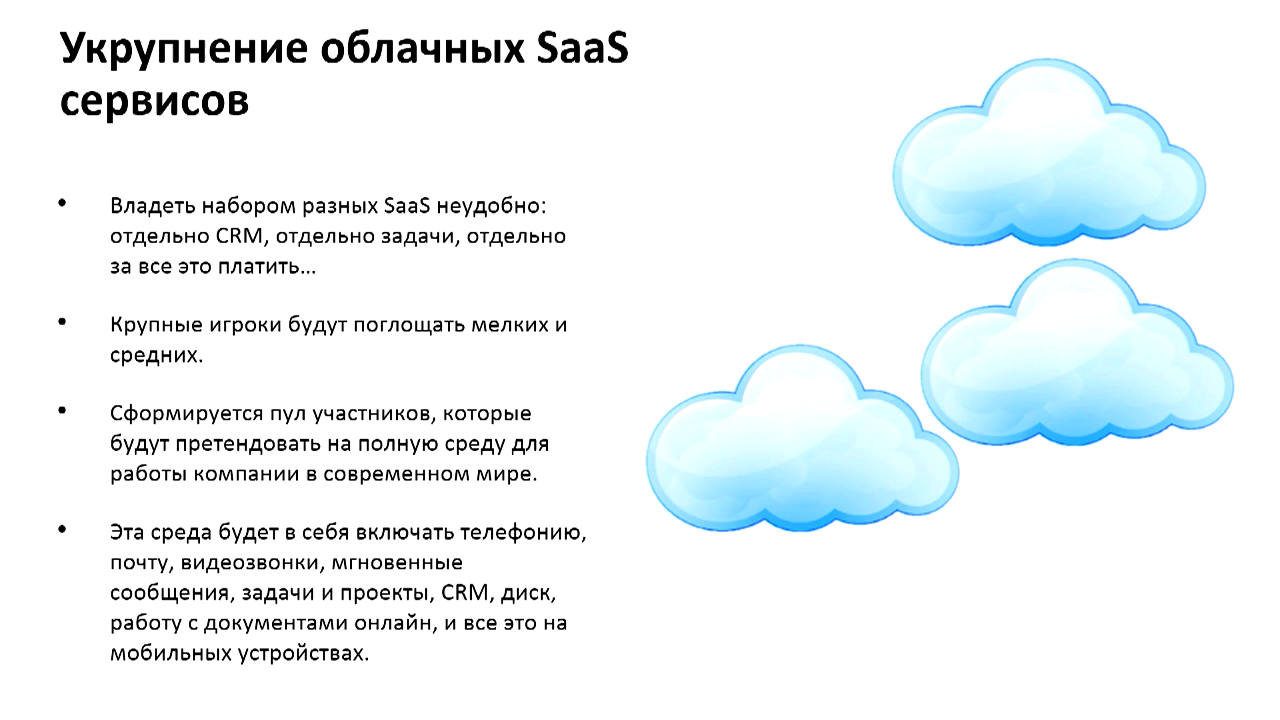 Укрупнение облачных SaaS
сервисов
• Владеть набором разных SaaS неудобно:
отдельно CRM, отдельно задачи, отдельно
за все это платить...
• Крупные игроки будут поглощать мелких и
средних.
• Сформируется пул участников, которые
будут претендовать на полную среду для
работы компании в современном мире.
• Эта среда будет в себя включать телефонию,
почту, видеозвонки, мгновенные
сообщения, задачи и проекты, CRM, диск,
работу с документами онлайн, и все это на
мобильных устройствах.